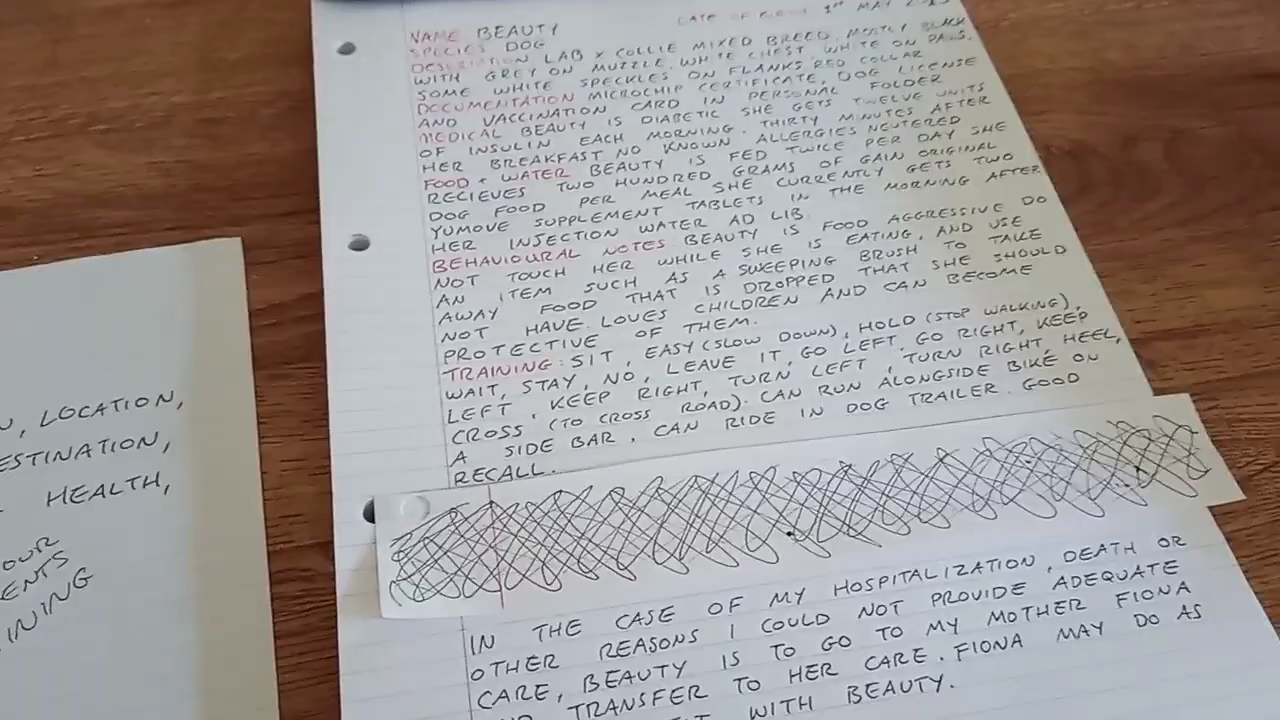 NAME BEAUTY
DATE OF BIRTH 1ST MAY
SPECIES DOG
DESCRIPTION LAB X COLLIE MIXED BREED. MOSTLY BLACK
WITH GREY ON MUZZLE. WHITE CHEST. WHITE ON PAWS.
SOME WHITE SPECKLES ON FLANKS RED COLLAR
DOCUMENTATION MICROCHIP CERTIFICATE, DOG LICENSE
AND VACCINATION CARD IN PERSONAL FOLDER
MEDICAL BEAUTY IS DIABETIC SHE GETS TWELVE UNITS
OF INSULIN EACH MORNING. THIRTY MINUTES AFTER
HER BREAKFAST NO KNOWN ALLERGIES NEUTERED
FOOD + WATER BEAUTY IS FED TWICE PER DAY SHE
RECIEVES TWO HUNDRED GRAMS OF GAIN ORIGINAL
DOG FOOD PER MEAL SHE CURRENTLY GETS TWO
YUMOVE SUPPLEMENT TABLETS IN THE MORNING AFTER
HER INJECTION WATER AD LIB.
BEHAVIOURAL NOTES. BEAUTY IS FOOD AGGRESSIVE DO
NOT TOUCH HER WHILE SHE IS EATING, AND USE
AN ITEM SUCH AS A SWEEPING BRUSH TO TAKE
AWAY FOOD THAT IS DROPPED THAT SHE SHOULD
NOT HAVE. LOVES CHILDREN AND CAN BECOME
PROTECTIVE OF THEM.
TRAINING: SIT, EASY (SLOW DOWN), HOLD (STOP WALKING),
WAIT, STAY, NO, LEAVE IT, GO LEFT, GO RIGHT, KEEP
LEFT, KEEP RIGHT, TURN LEFT, TURN RIGHT, HEEL,
CROSS (TO CROSS ROAD). CAN RUN ALONGSIDE BIKE ON
A SIDE BAR, CAN RIDE IN DOG TRAILER. GOOD
RECALL.
IN THE CASE OF MY HOSPITALIZATION, DEATH OR
OTHER REASONS I COULD NOT PROVIDE ADEQUATE
CARE, BEAUTY IS TO GO TO MY MOTHER FIONA
TRANSFER TO HER CARE. FIONA MAY DO AS
WITH BEAUTY.
LOCATION,
HEALTH,